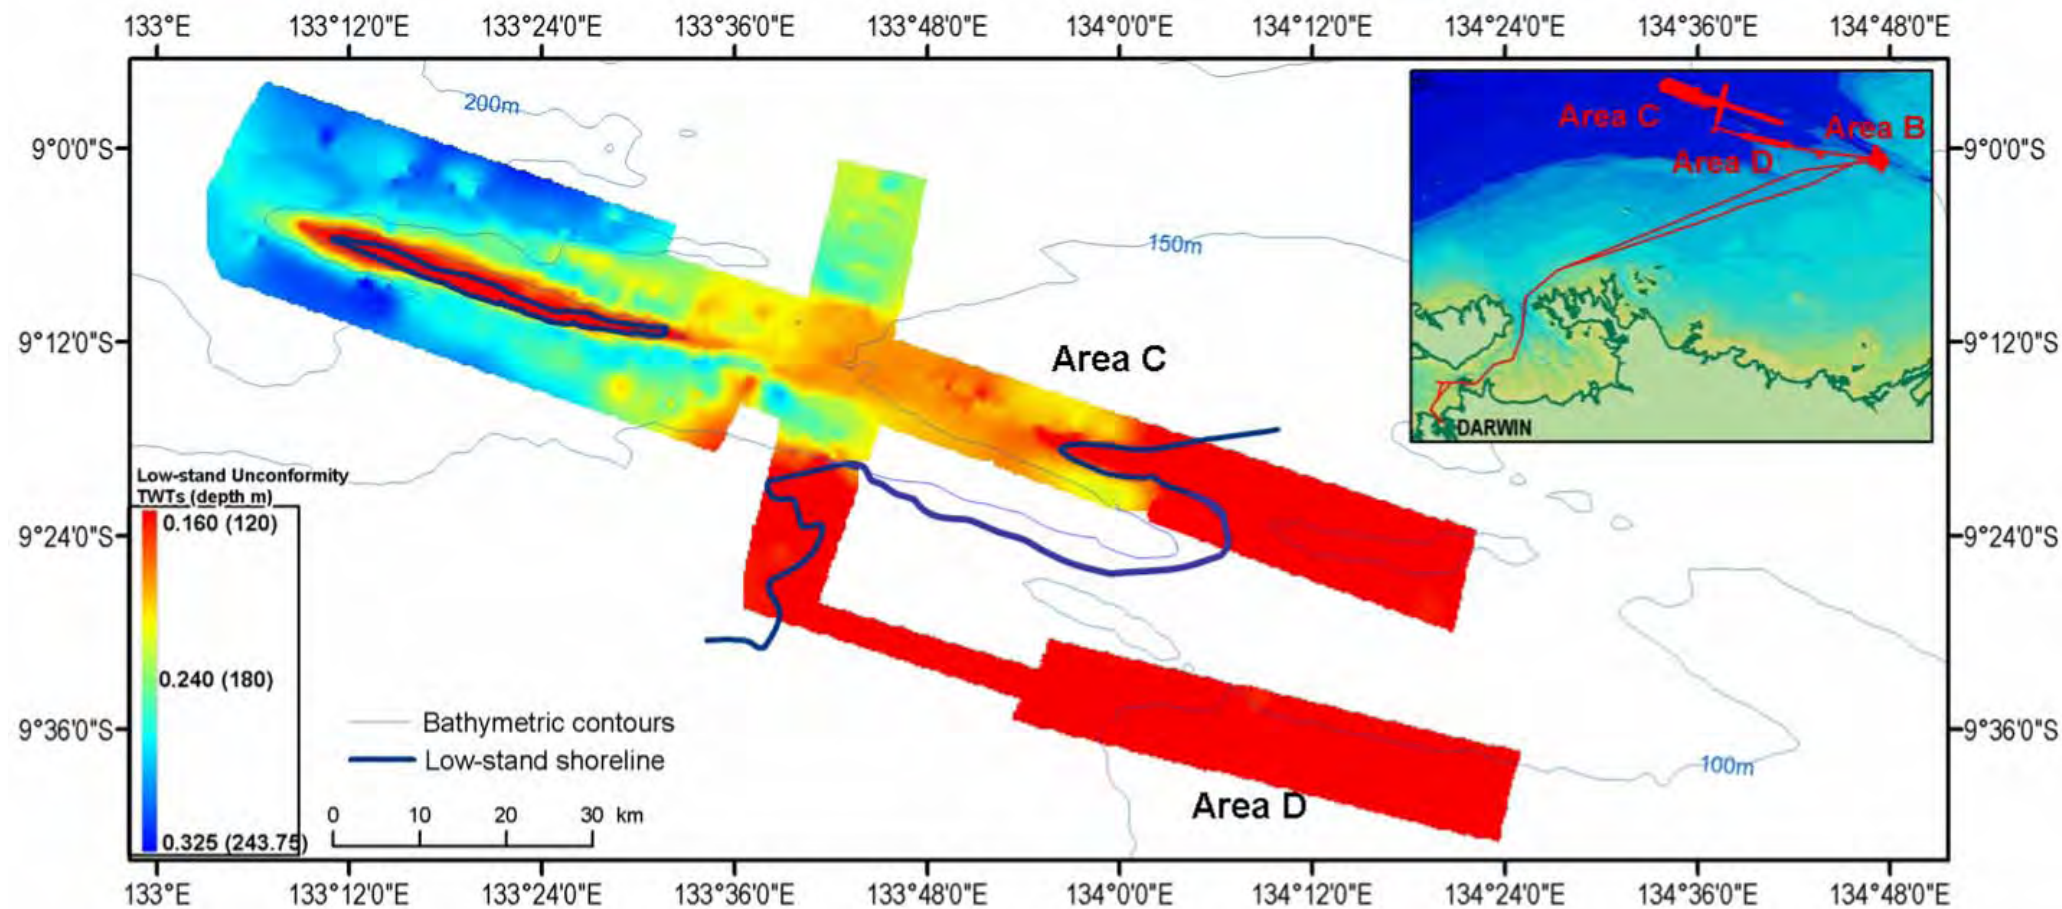 133°E 133°12'0"E 133°24'0"E 133°36'0"E 133°48'0"E 134°0'0"E 134°12'0"E 134°24'0"E 134°36'0"E 134°48'0"E
200m
Area C
Area B
Area D
DARWIN
9°0'0"S 9°0'0"S
150m
9°12'0"S 9°12'0"S
Area C
Low-stand Unconformity
TWTs (depth m)
0.160 (120)
0.240 (180)
0.325 (243.75)
9°24'0"S 9°24'0"S
9°36'0"S 9°36'0"S
Bathymetric contours
Low-stand shoreline
0 10 20 30 km
100m
Area D
133°E 133°12'0"E 133°24'0"E 133°36'0"E 133°48'0"E 134°0'0"E 134°12'0"E 134°24'0"E 134°36'0"E 134°48'0"E